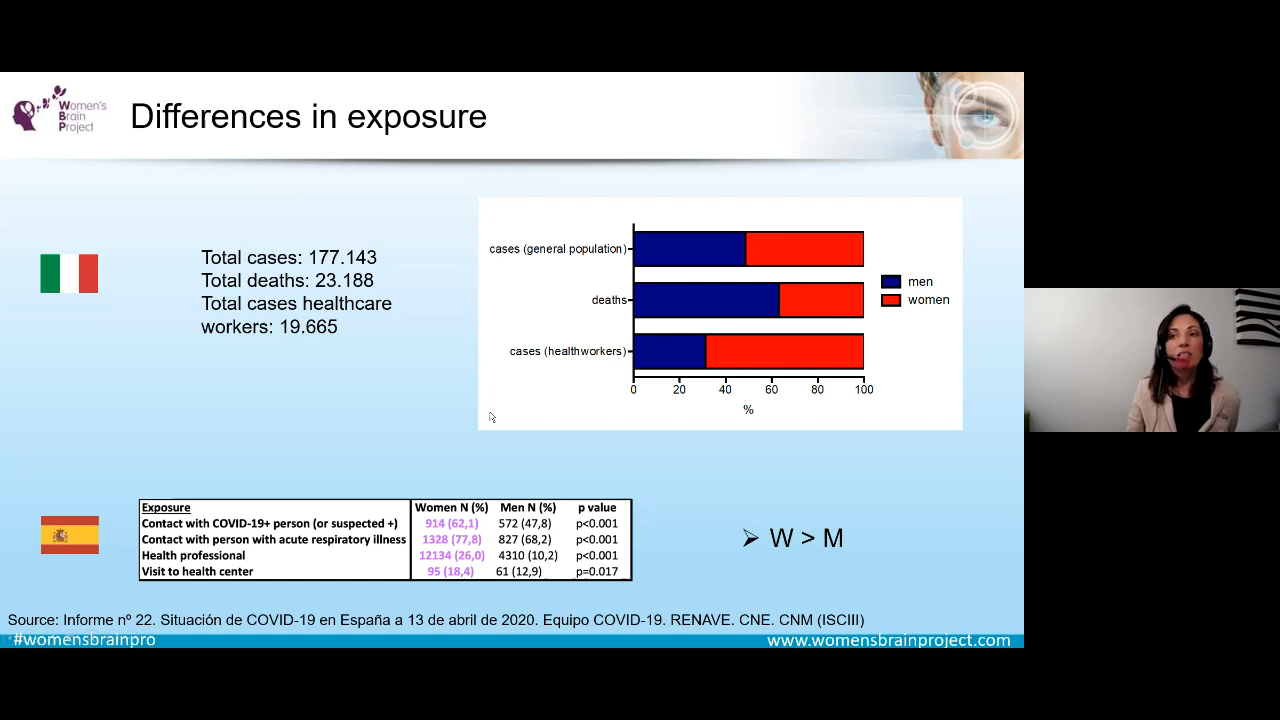 Women's
Brain
Project
Differences in exposure
Total cases: 177.143
Total deaths: 23.188
Total cases healthcare
workers: 19.665
cases (general population)
deaths
cases (healthworkers)
0 20 40 60 80 100
%
men
women
Exposure Women N (%) Men N (%) p value
Contact with COVID-19+ person (or suspected +) 914 (62,1) 572 (47,8) p<0.001
Contact with person with acute respiratory illness 1328 (77,8) 827 (68,2) p<0.001
Health professional 12134 (26,0) 4310 (10,2) p<0.001
Visit to health center 95 (18,4) 61 (12,9) p=0.017
W > M
Source: Informe nº 22. Situación de COVID-19 en España a 13 de abril de 2020. Equipo COVID-19. RENAVE. CNE. CNM (ISCIII)
#womensbrainpro
www.womensbrainproject.com